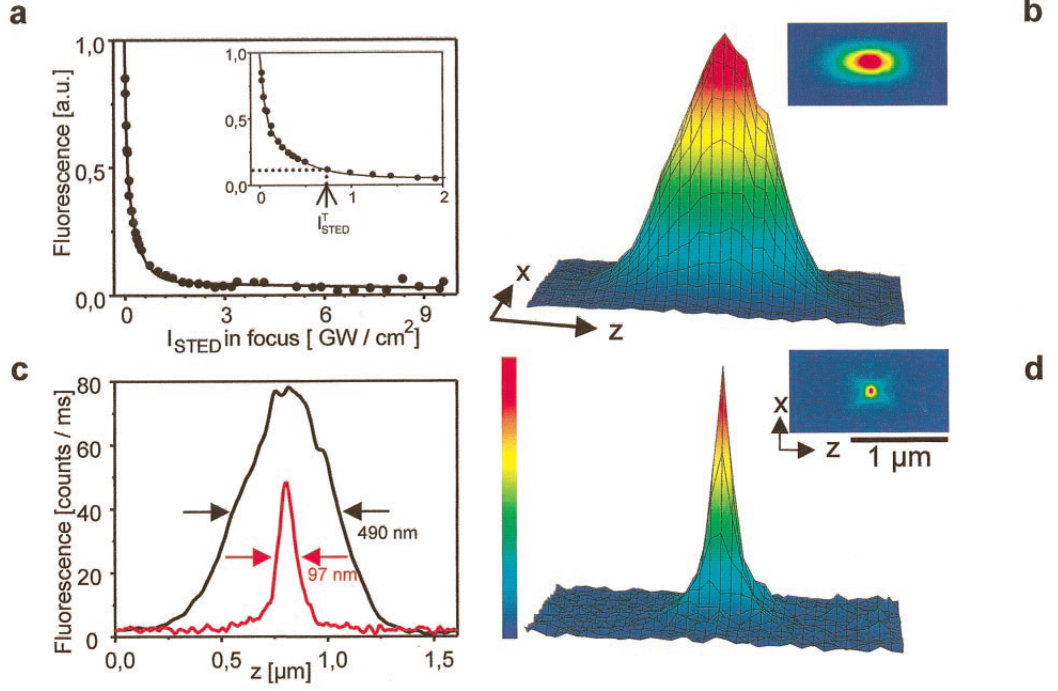 a
1,0
0,5
0,0
Fluorescence [a.u.]
1,0
0,5
0,0
0
1
2
I^T_STED
0
3
6
9
I_STED in focus [ GW / cm^2]
b
x
z
c
80
60
40
20
0
Fluorescence [counts / ms]
490 nm
97 nm
0,0
0,5
1,0
1,5
z [µm]
d
x
z
1 µm